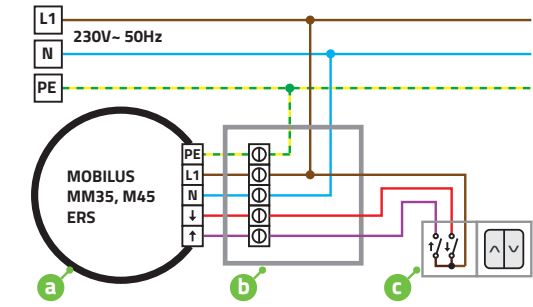 L1
230V~ 50Hz
N
PE
MOBILUS
MM35, M45
ERS
PE
L1
N
↓
↑
↑ ↓
a
b
c